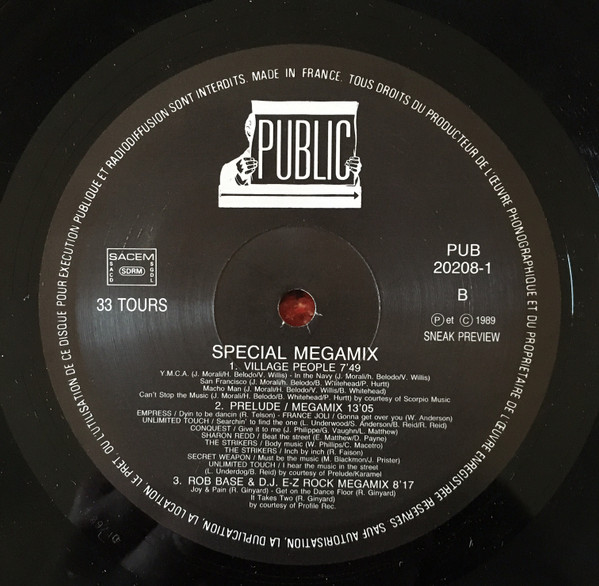 MADE IN FRANCE. TOUS DROITS DU PRODUCTEUR DE L'ŒUVRE PHONOGRAPHIQUE ET DU PROPRIETAIRE DE L'ŒUVRE ENREGISTREE RESERVES. SAUF AUTORISATION, LA DUPLICATION, LA LOCATION, LE PRET, OU L'UTILISATION DE CE DISQUE POUR EXECUTION PUBLIQUE ET RADIODIFFUSION SONT INTERDITS.
PUBLIC
SACEM
SACD
SDRM
SGDL
33 TOURS
PUB
20208-1
B
Ⓟ et © 1989
SNEAK PREVIEW
SPECIAL MEGAMIX
1. VILLAGE PEOPLE 7'49
Y.M.C.A. (J. Morali/H. Belodo/V. Willis) - In the Navy (J. Morali/h. Belodo/v. Willis)
San Francisco (J. Morali/H. Belodo/B. Whitehead/P. Hurtt)
Macho Man (J. Morali/H. Belodo/V. Willis/B. Whitehead)
Can't Stop the Music (J. Morali/H. Belodo/B. Whitehead/P. Hurtt) by courtesy of Scorpio Music
2. PRELUDE / MEGAMIX 13'05
EMPRESS / Dyin to be dancin (R. Telson) - FRANCE JOLI / Gonna get over you (W. Anderson)
UNLIMITED TOUCH / Searchin' to find the one (L. Underwood/S. Anderson/B. Reid/R. Reid)
CONQUEST / Give it to me (J. Philippe/G. Vaughn/L. Matthew)
SHARON REDD / Beat the street (E. Matthew/D. Payne)
THE STRIKERS / Body music (W. Phillips/C. Macetro)
THE STRIKERS / Inch by inch (R. Faison)
SECRET WEAPON / Must be the music (M. Blackmon/J. Prister)
UNLIMITED TOUCH / I hear the music in the street
(L. Underdog/B. Reid) by courtesy of Prelude/Karamel
3. ROB BASE & D.J. E-Z ROCK MEGAMIX 8'17
Joy & Pain (R. Ginyard) - Get on the Dance Floor (R. Ginyard)
It Takes Two (R. Ginyard)
by courtesy of Profile Rec.